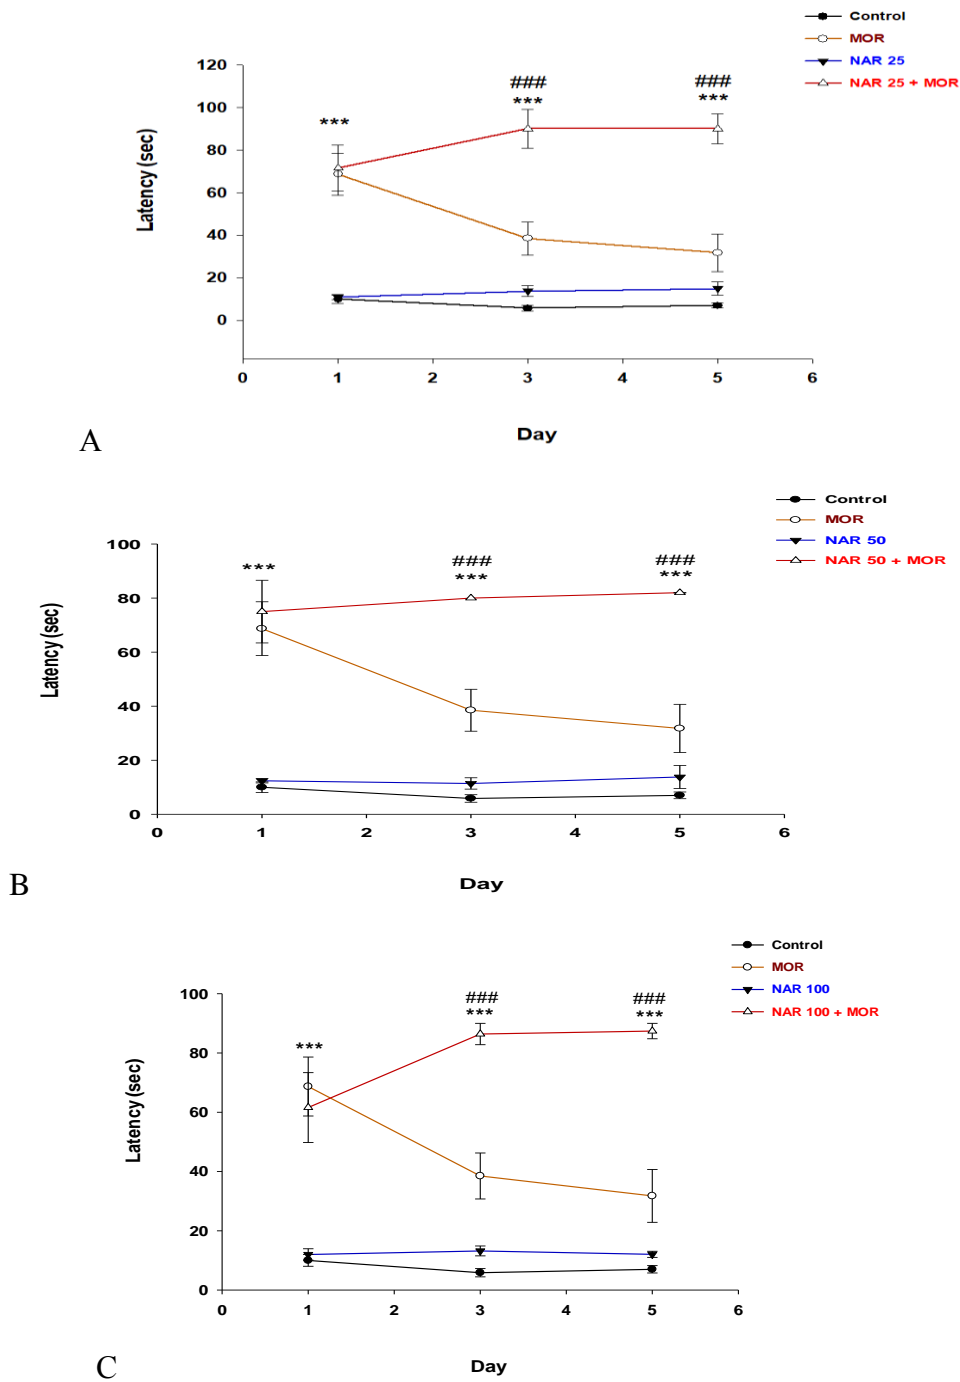 Control
MOR
NAR 25
NAR 25 + MOR
120
100
80
60
40
20
0
Latency (sec)
###
***
###
***
***
0 1 2 3 4 5 6
Day
A
Control
MOR
NAR 50
NAR 50 + MOR
100
80
60
40
20
0
Latency (sec)
***
###
***
###
***
0 1 2 3 4 5 6
Day
B
Control
MOR
NAR 100
NAR 100 + MOR
100
80
60
40
20
0
Latency (sec)
***
###
***
###
***
0 1 2 3 4 5 6
Day
C